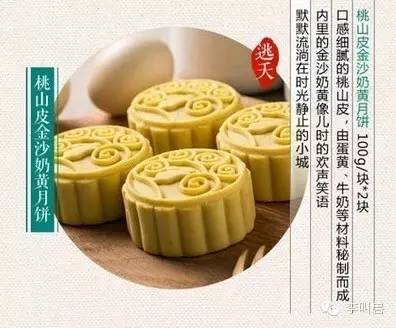 桃山皮金沙奶黄月饼 100g/块*2块
口感细腻的桃山皮，由蛋黄、牛奶等材料秘制而成
内里的金沙奶黄像儿时的欢声笑语
默默流淌在时光静止的小城
逃夭
桃山皮金沙奶黄月饼
李叫兽